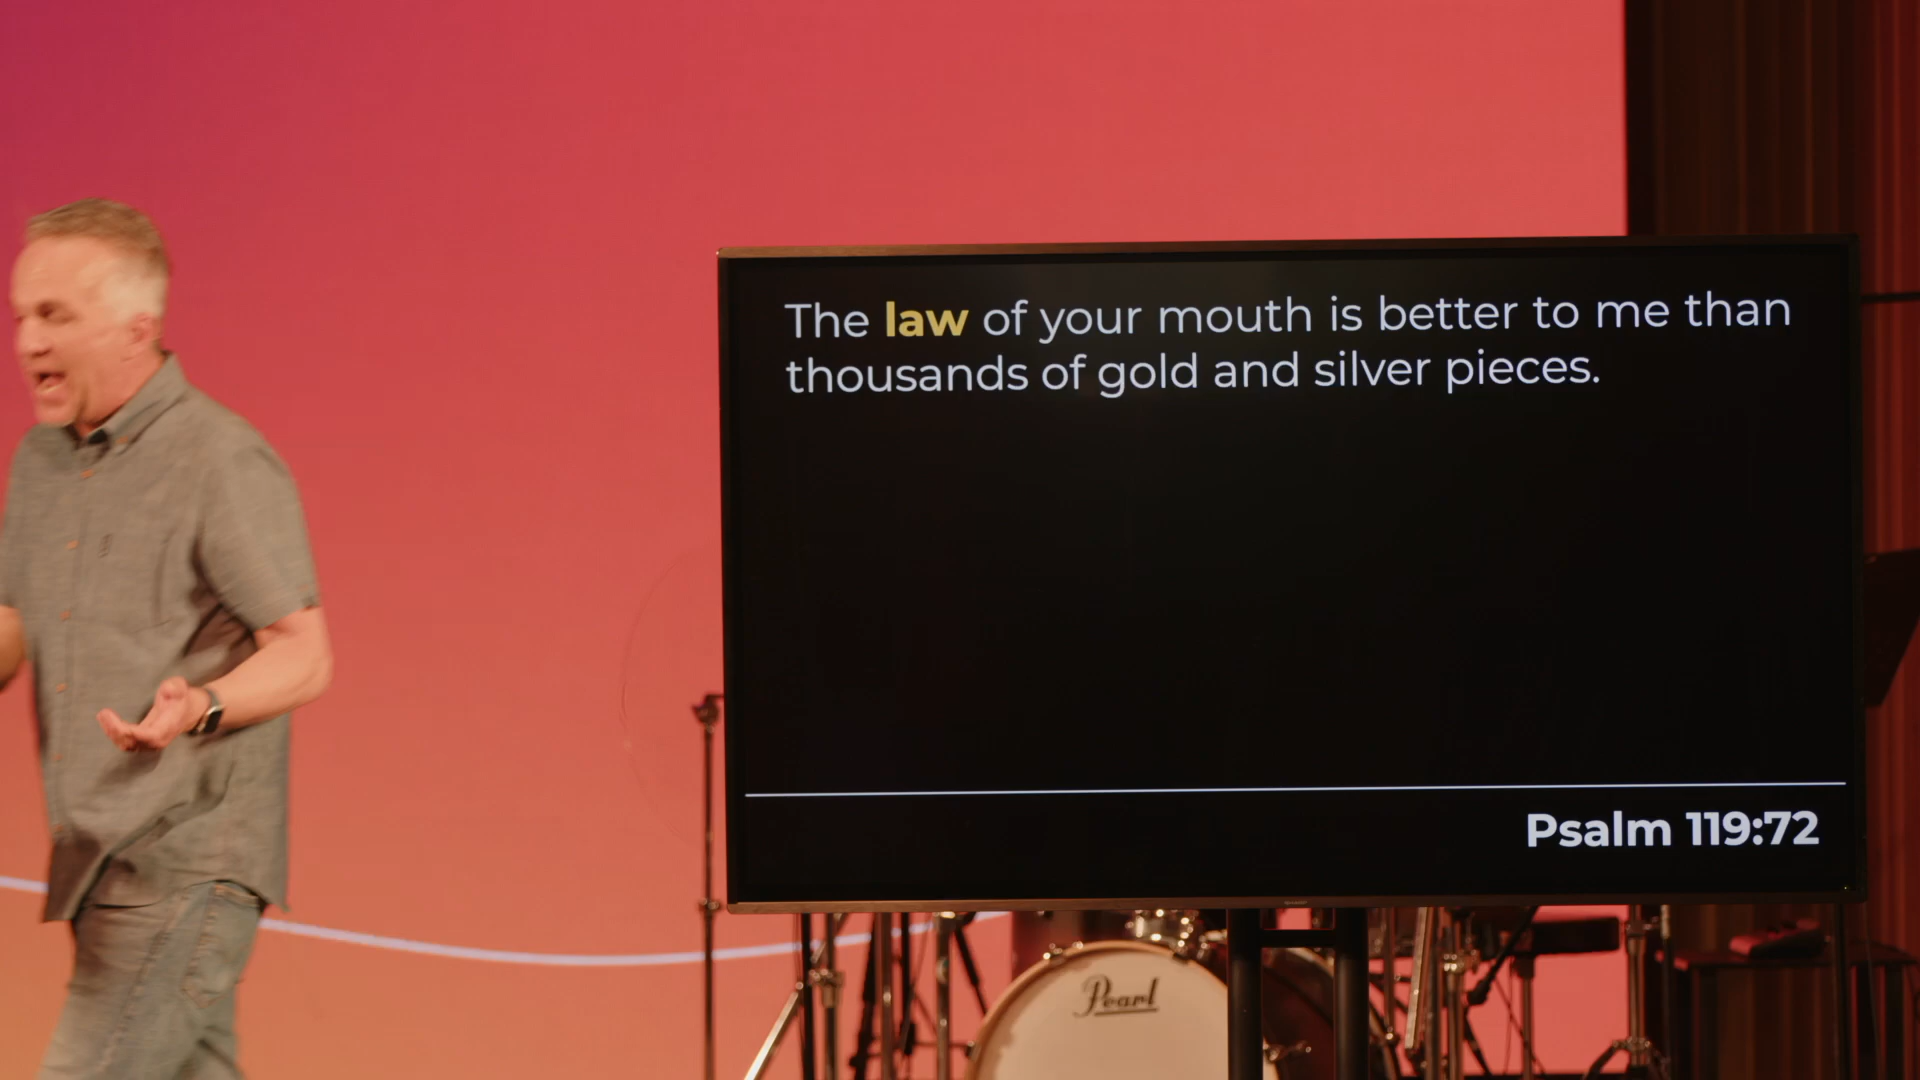 The law of your mouth is better to me than
thousands of gold and silver pieces.
Psalm 119:72
Pearl